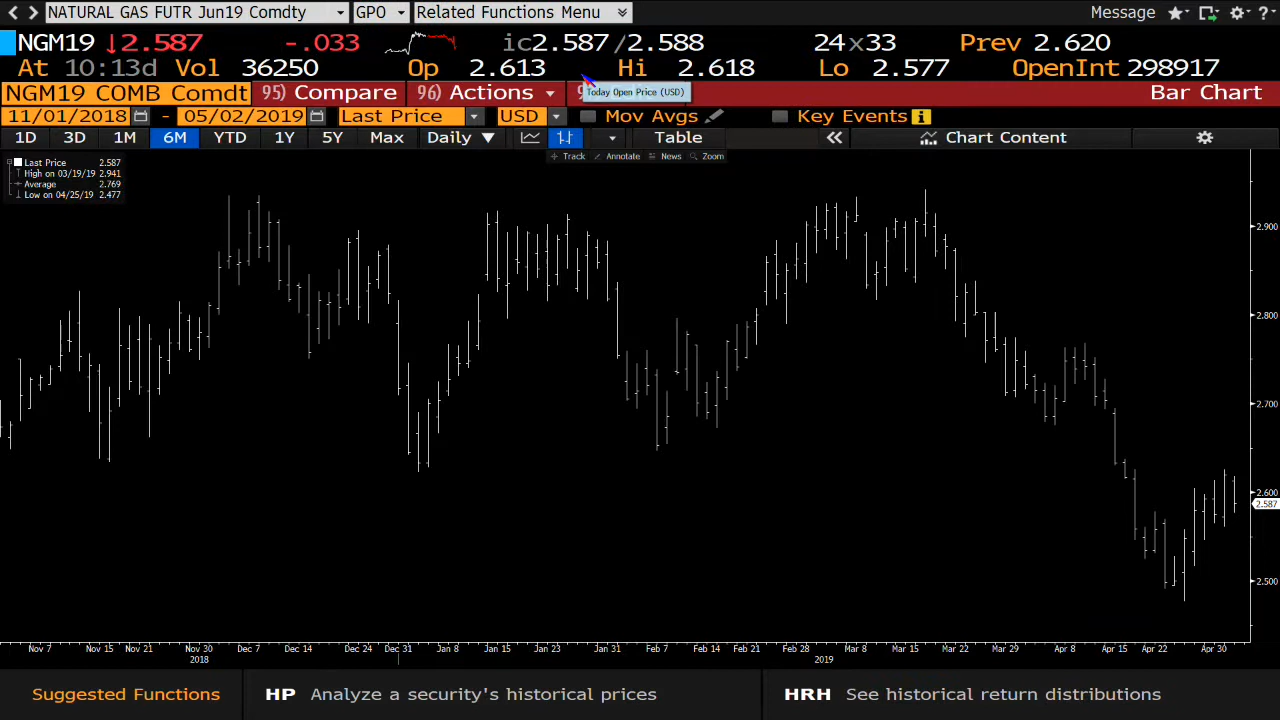 NATURAL GAS FUTR Jun19 Comdty GPO Related Functions Menu Message ?
NGM19 ↓2.587 -.033 ic2.587/2.588 24x33 Prev 2.620
At 10:13d Vol 36250 Op 2.613 Hi 2.618 Lo 2.577 OpenInt 298917
NGM19 COMB Comdt 95) Compare 96) Actions Today Open Price (USD) Bar Chart
11/01/2018 - 05/02/2019 Last Price USD Mov Avgs Key Events i
1D 3D 1M 6M YTD 1Y 5Y Max Daily Table Chart Content
Track Annotate News Zoom
Last Price 2.587
High on 03/19/19 2.941
Average 2.769
Low on 04/25/19 2.477
2.900
2.800
2.700
2.600
2.587
2.500
Nov 7 Nov 15 Nov 21 Nov 30 Dec 7 Dec 14 Dec 24 Dec 31 Jan 8 Jan 15 Jan 23 Jan 31 Feb 7 Feb 14 Feb 21 Feb 28 Mar 8 Mar 15 Mar 22 Mar 29 Apr 8 Apr 15 Apr 22 Apr 30
2018 2019
Suggested Functions HP Analyze a security's historical prices HRH See historical return distributions